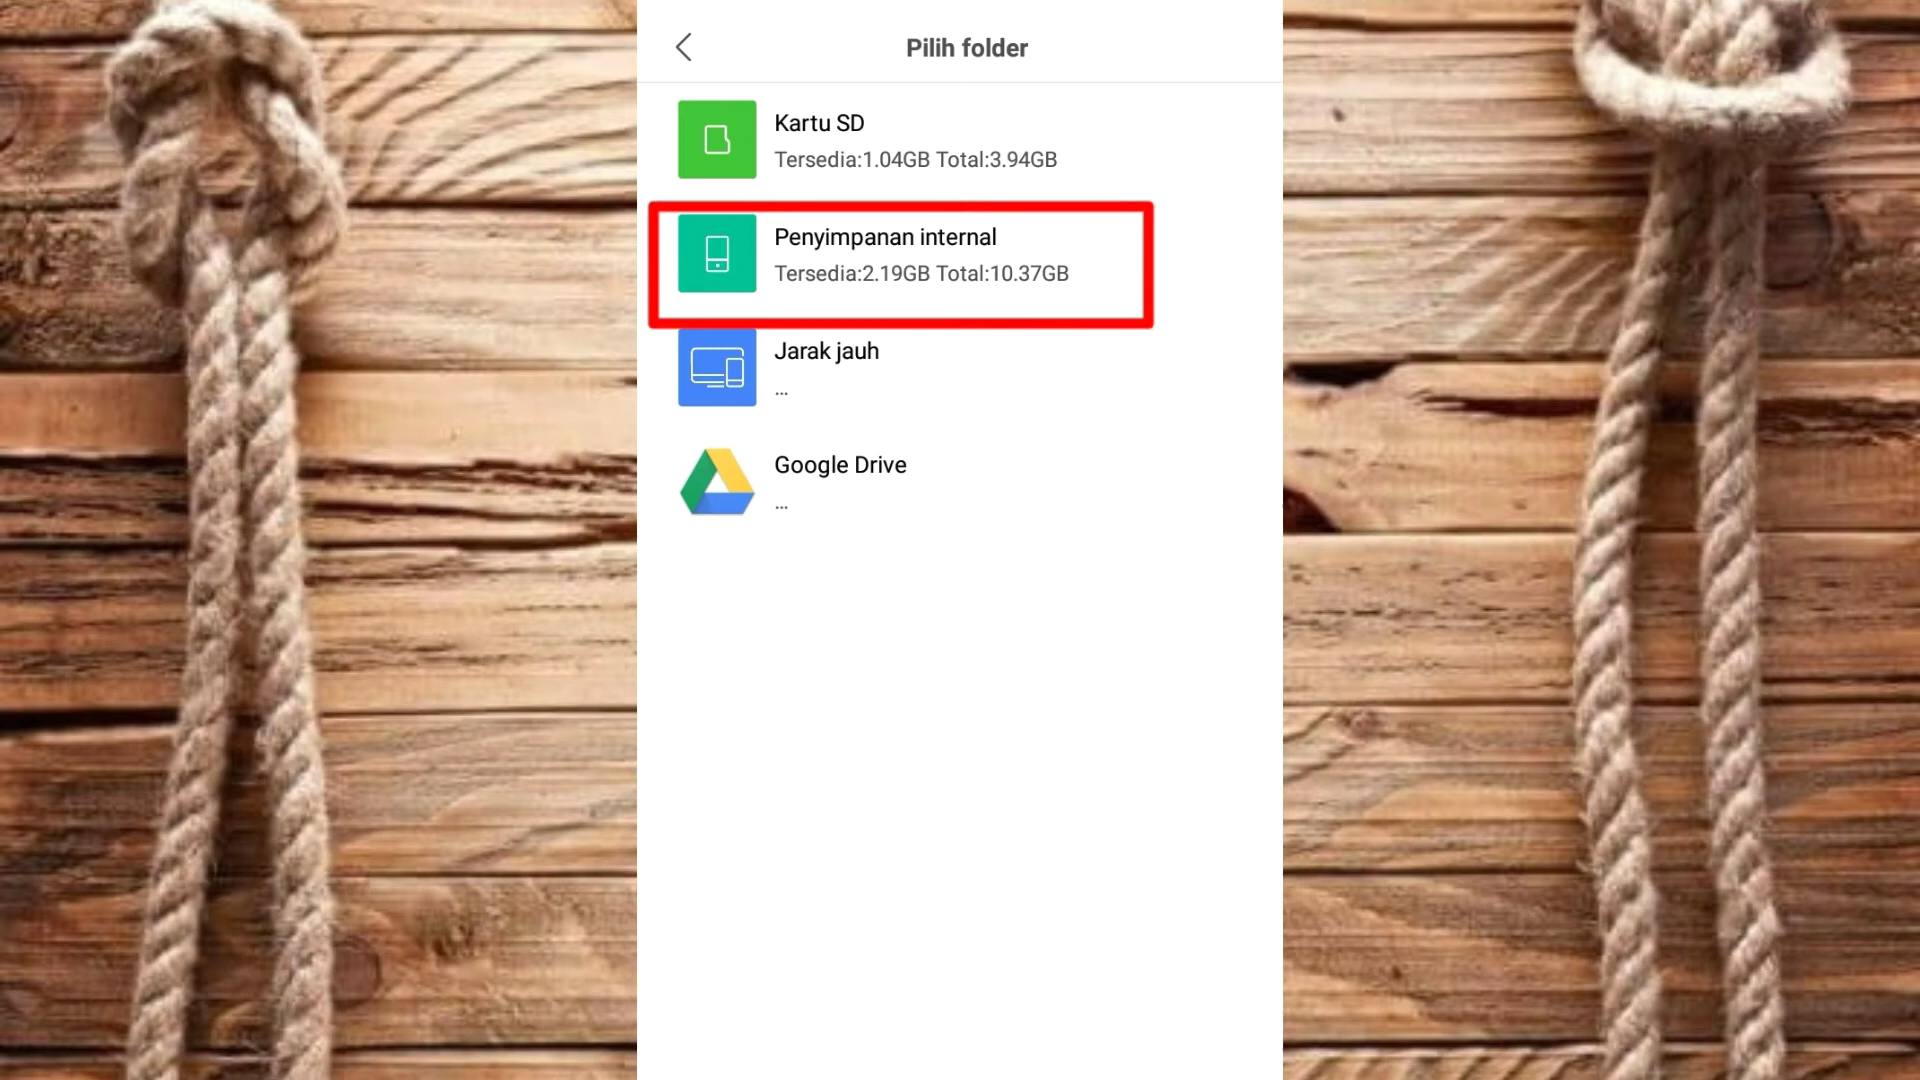 Pilih folder
Kartu SD
Tersedia:1.04GB Total:3.94GB
Penyimpanan internal
Tersedia:2.19GB Total:10.37GB
Jarak jauh
...
Google Drive
...